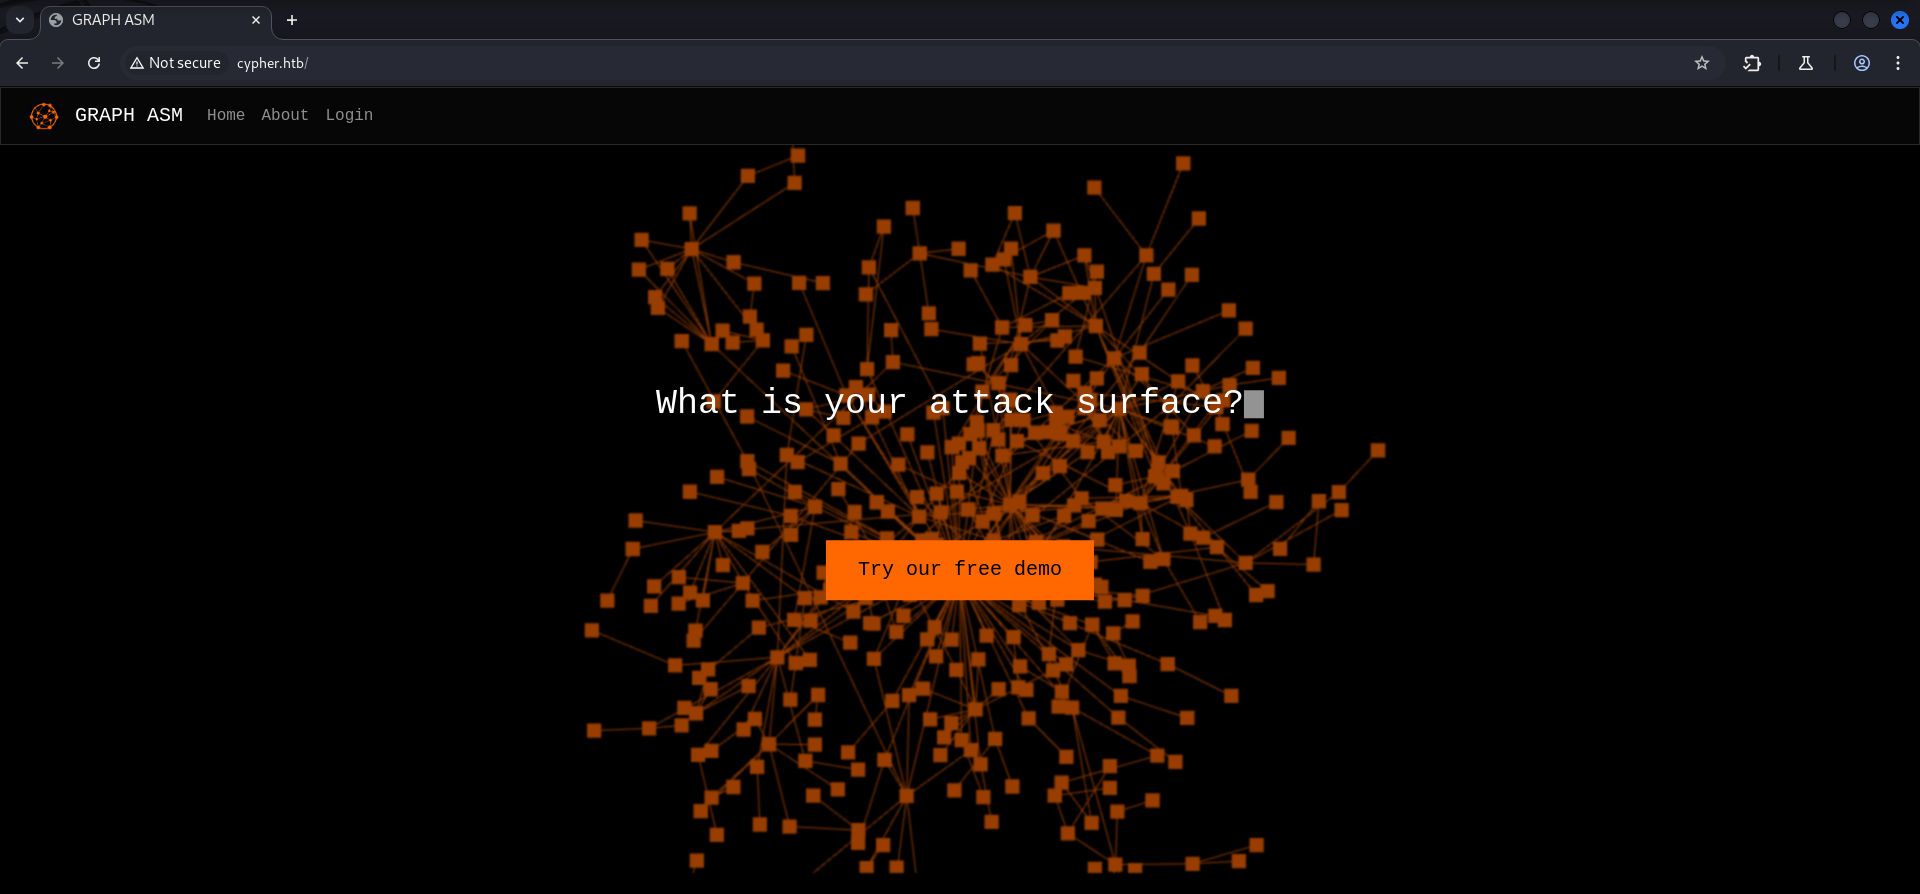 GRAPH ASM
Not secure cypher.htb/
GRAPH ASM Home About Login
What is your attack surface?
Try our free demo